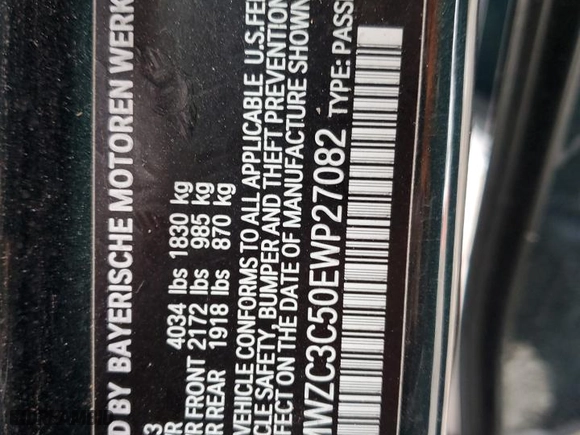 D BY BAYERISCHE MOTOREN WERK
3
R 4034 lbs 1830 kg
R FRONT 2172 lbs 985 kg
R REAR 1918 lbs 870 kg
VEHICLE CONFORMS TO ALL APPLICABLE U.S.FE
CLE SAFETY, BUMPER AND THEFT PREVENTION
FFECT ON THE DATE OF MANUFACTURE SHOWN
MWZC3C50EWP27082 TYPE: PASS